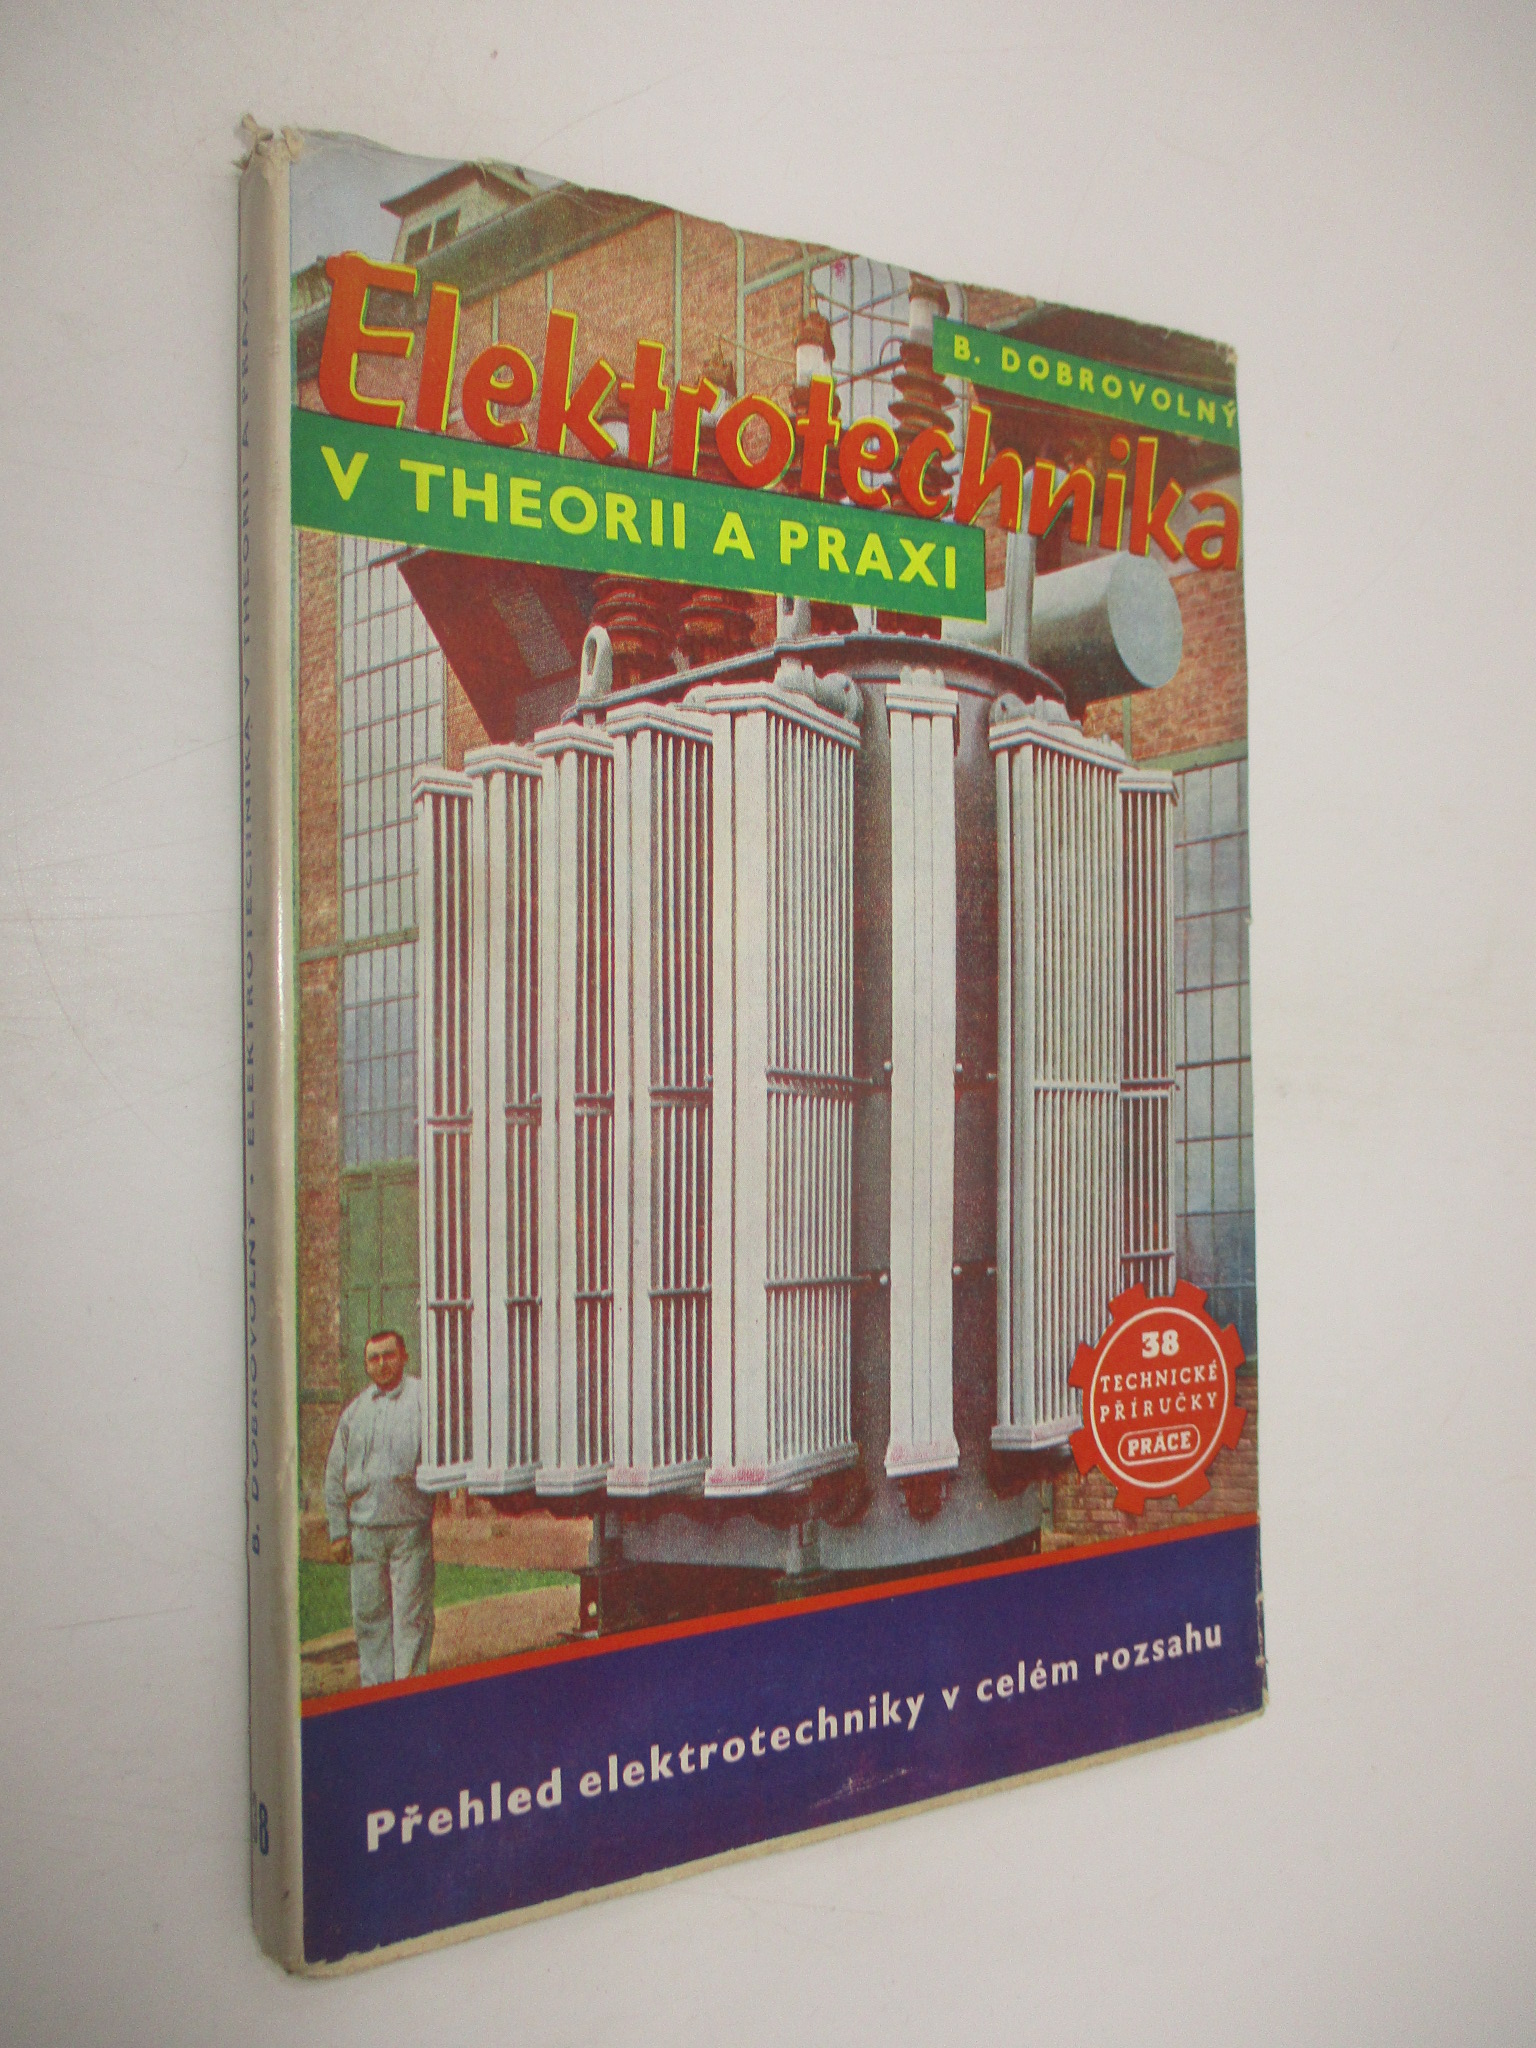 B. DOBROVOLNÝ
Elektrotechnika
V THEORII A PRAXI
38
TECHNICKÉ
PŘÍRUČKY
PRÁCE
Přehled elektrotechniky v celém rozsahu
B. DOBROVOLNÝ • ELEKTROTECHNIKA V THEORII A PRAXI